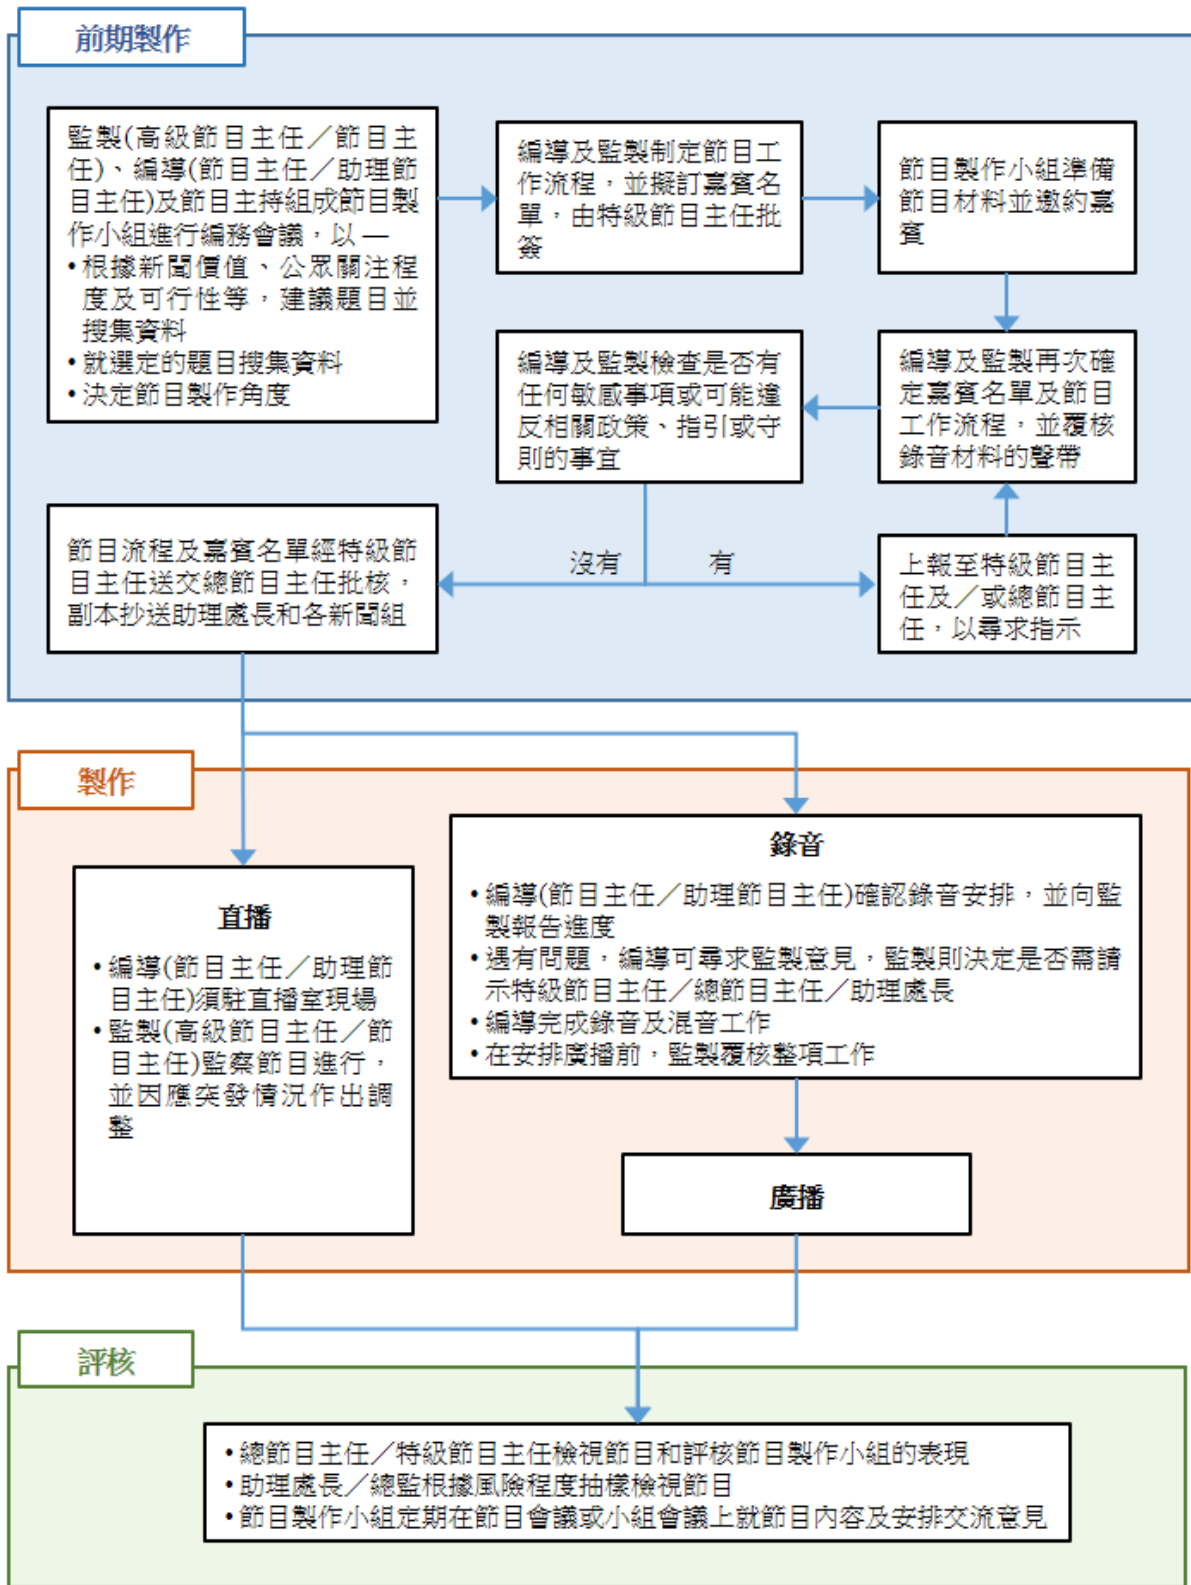 前期製作
監製(高級節目主任／節目主
任)、編導(節目主任／助理節
目主任)及節目主持組成節目製
作小組進行編務會議，以 —
• 根據新聞價值、公眾關注程
度及可行性等，建議題目並
搜集資料
• 就選定的題目搜集資料
• 決定節目製作角度
編導及監製制定節目工
作流程，並擬訂嘉賓名
單，由特級節目主任批
簽
節目製作小組準備
節目材料並邀約嘉
賓
編導及監製再次確
定嘉賓名單及節目
工作流程，並覆核
錄音材料的聲帶
編導及監製檢查是否有
任何敏感事項或可能違
反相關政策、指引或守
則的事宜
沒有
有
上報至特級節目主
任及／或總節目主
任，以尋求指示
節目流程及嘉賓名單經特級節
目主任送交總節目主任批核，
副本抄送助理處長和各新聞組
製作
直播
• 編導(節目主任／助理節
目主任)須駐直播室現場
• 監製(高級節目主任／節
目主任)監察節目進行，
並因應突發情況作出調
整
錄音
• 編導(節目主任／助理節目主任)確認錄音安排，並向監
製報告進度
• 遇有問題，編導可尋求監製意見，監製則決定是否需請
示特級節目主任／總節目主任／助理處長
• 編導完成錄音及混音工作
• 在安排廣播前，監製覆核整項工作
廣播
評核
• 總節目主任／特級節目主任檢視節目和評核節目製作小組的表現
• 助理處長／總監根據風險程度抽樣檢視節目
• 節目製作小組定期在節目會議或小組會議上就節目內容及安排交流意見